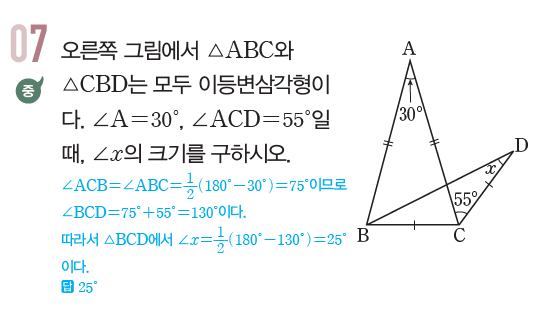 07
중
오른쪽 그림에서 △ABC와
△CBD는 모두 이등변삼각형이
다. ∠A=30°, ∠ACD=55°일
때, ∠x의 크기를 구하시오.
∠ACB=∠ABC=1/2(180°-30°)=75°이므로
∠BCD=75°+55°=130°이다.
따라서 △BCD에서 ∠x=1/2(180°-130°)=25°
이다.
답 25°
A
30°
D
x
55°
B
C